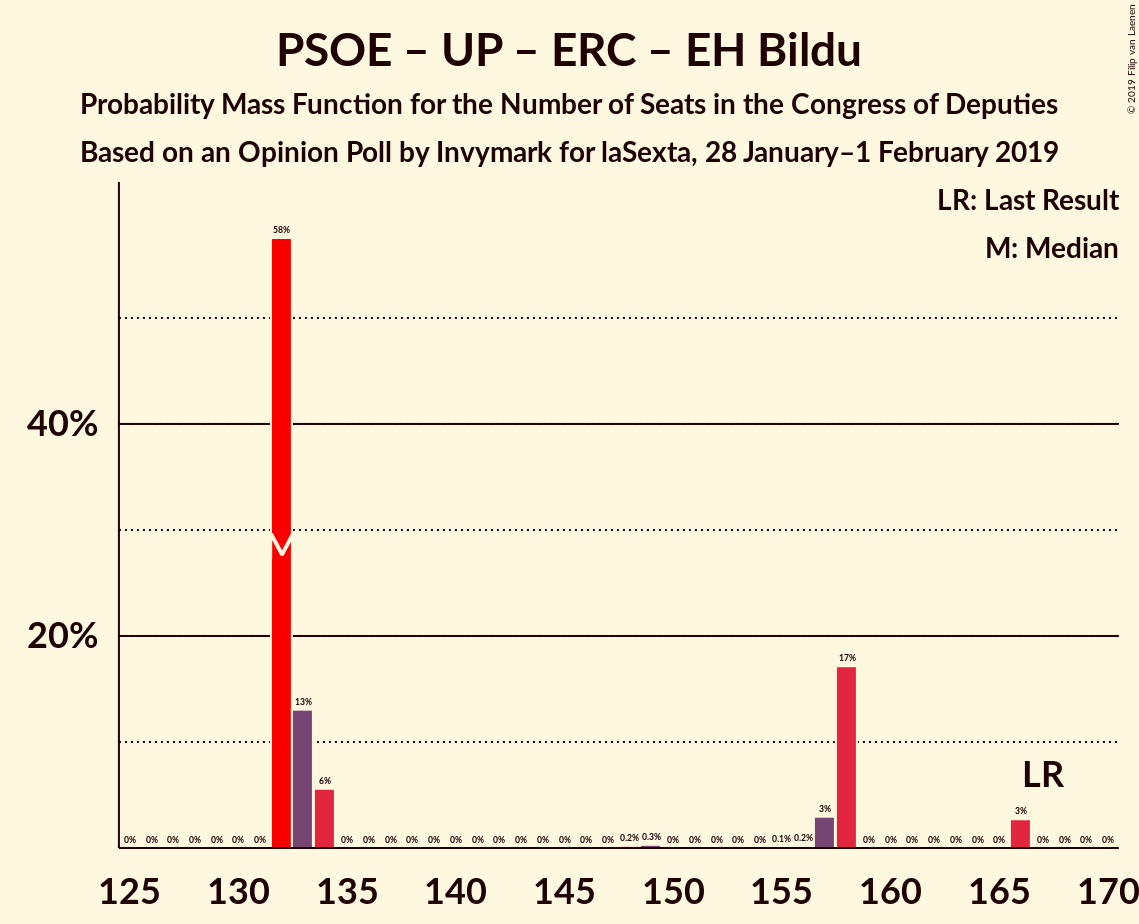 PSOE – UP – ERC – EH Bildu
Probability Mass Function for the Number of Seats in the Congress of Deputies
Based on an Opinion Poll by Invymark for laSexta, 28 January–1 February 2019
© 2019 Filip van Laenen
LR: Last Result
M: Median
58%
40%
20%
17%
13%
LR
6%
3%
3%
0% 0% 0% 0% 0% 0% 0% 0% 0% 0% 0% 0% 0% 0% 0% 0% 0% 0% 0% 0% 0.2% 0.3% 0% 0% 0% 0% 0% 0.1% 0.2% 0% 0% 0% 0% 0% 0% 0% 0% 0% 0% 0%
125 130 135 140 145 150 155 160 165 170